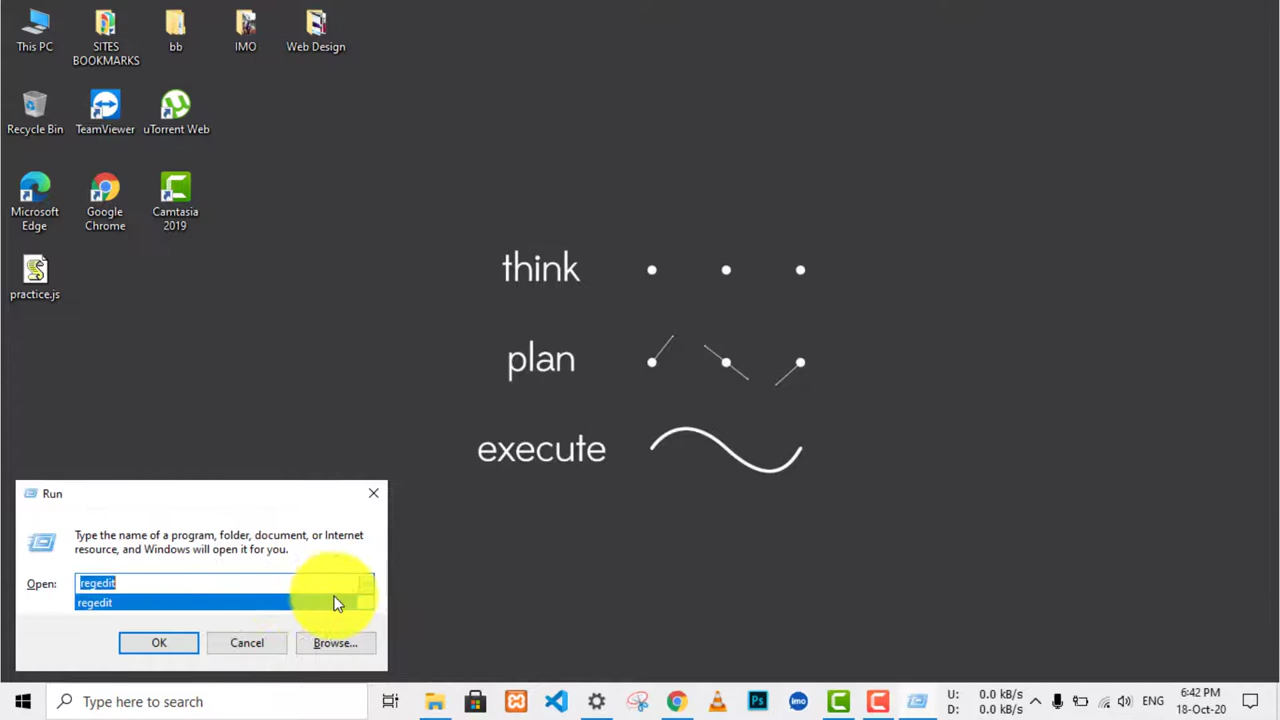 This PC
SITES
BOOKMARKS
bb
IMO
Web Design
Recycle Bin
TeamViewer
uTorrent Web
Microsoft
Edge
Google
Chrome
Camtasia
2019
practice.js
think
plan
execute
Run
Type the name of a program, folder, document, or Internet
resource, and Windows will open it for you.
Open:
regedit
regedit
OK
Cancel
Browse...
Type here to search
Ps
imo
U:
D:
0.0 kB/s
0.0 kB/s
ENG
6:42 PM
18-Oct-20